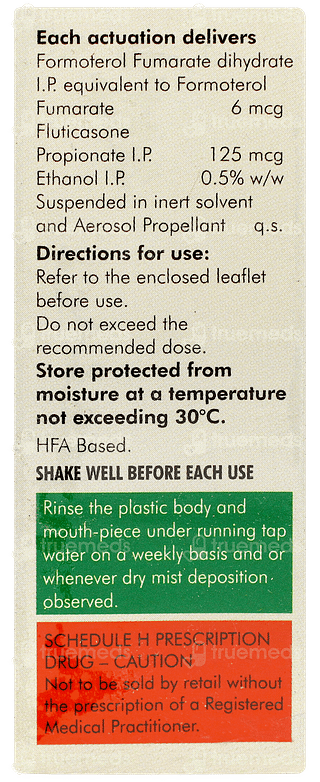 Each actuation delivers
Formoterol Fumarate dihydrate
I.P. equivalent to Formoterol
Fumarate 6 mcg
Fluticasone
Propionate I.P. 125 mcg
Ethanol I.P. 0.5% w/w
Suspended in inert solvent
and Aerosol Propellant q.s.
Directions for use:
Refer to the enclosed leaflet
before use.
Do not exceed the
recommended dose.
Store protected from
moisture at a temperature
not exceeding 30°C.
HFA Based.
SHAKE WELL BEFORE EACH USE
Rinse the plastic body and
mouth-piece under running tap
water on a weekly basis and or
whenever dry mist deposition
observed.
SCHEDULE H PRESCRIPTION
DRUG – CAUTION
Not to be sold by retail without
the prescription of a Registered
Medical Practitioner.
truemeds